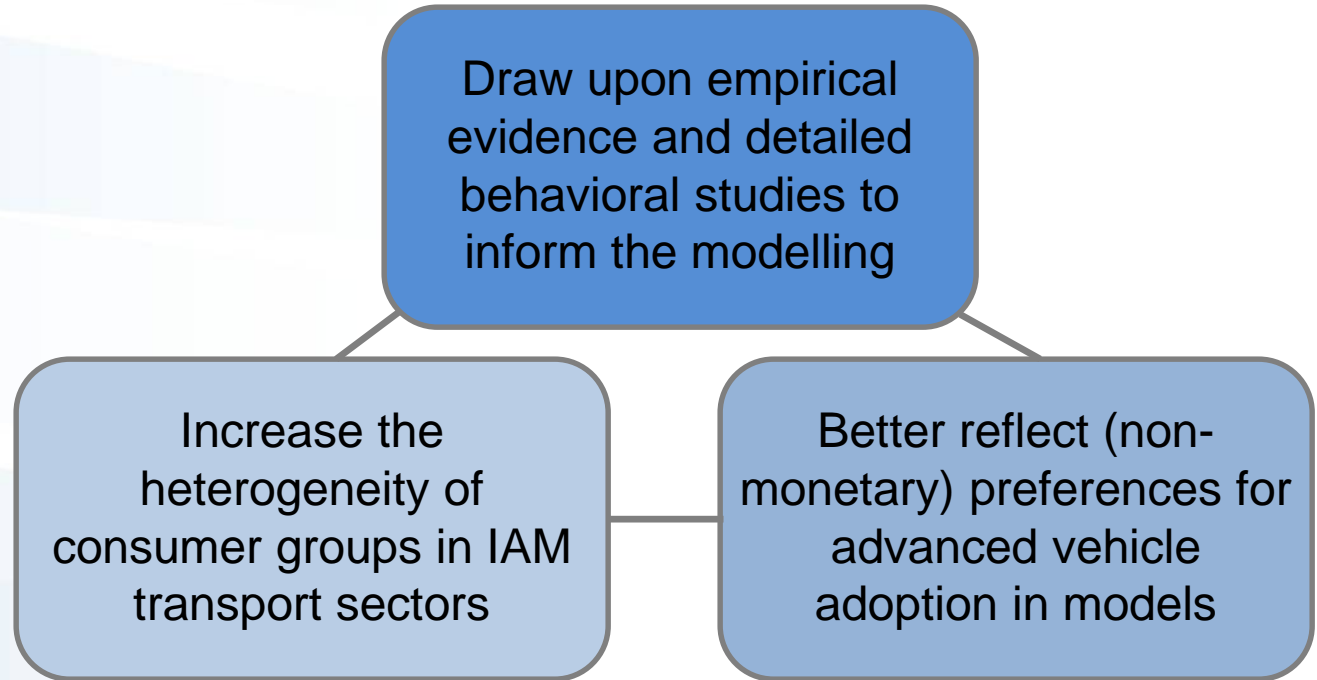 Draw upon empirical
evidence and detailed
behavioral studies to
inform the modelling
Increase the
heterogeneity of
consumer groups in IAM
transport sectors
Better reflect (non-
monetary) preferences for
advanced vehicle
adoption in models